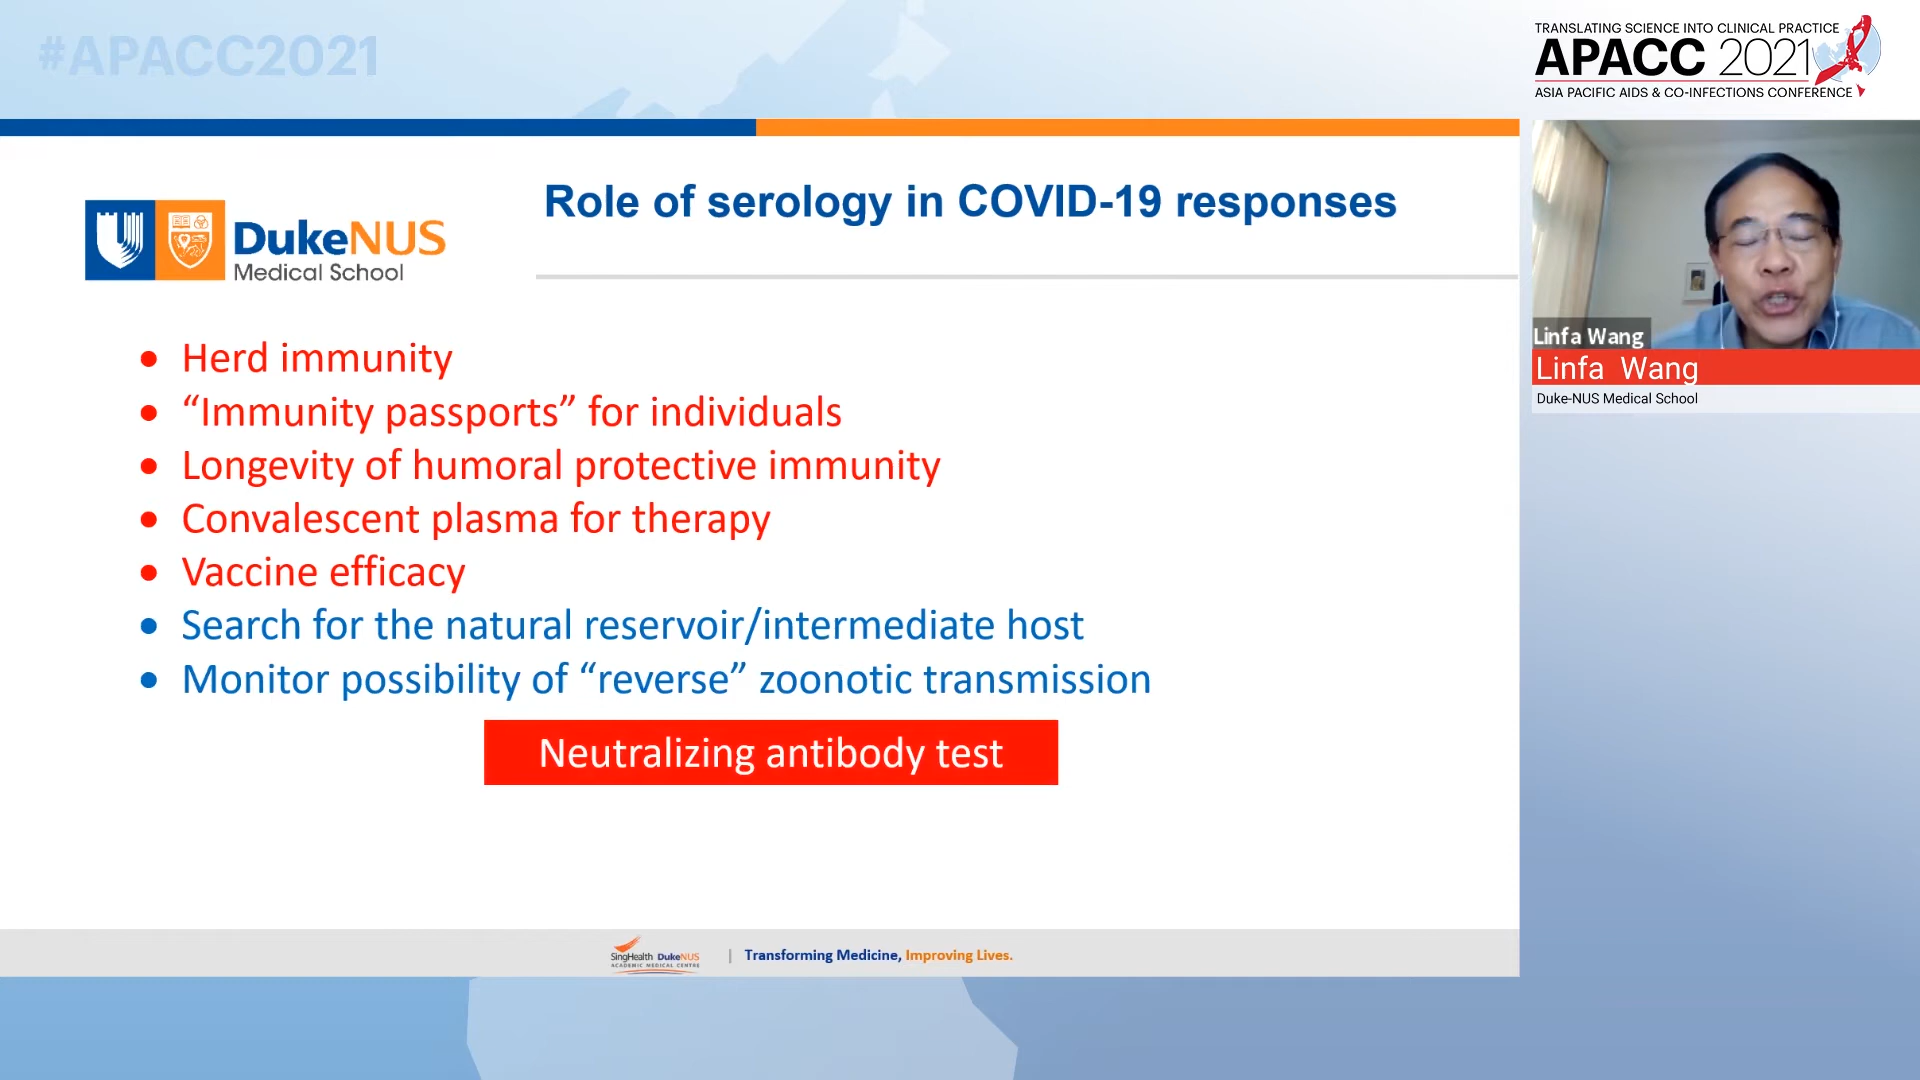 #APACC2021
TRANSLATING SCIENCE INTO CLINICAL PRACTICE
APACC 2021
ASIA PACIFIC AIDS & CO-INFECTIONS CONFERENCE
Role of serology in COVID-19 responses
DukeNUS
Medical School
• Herd immunity
• “Immunity passports” for individuals
• Longevity of humoral protective immunity
• Convalescent plasma for therapy
• Vaccine efficacy
• Search for the natural reservoir/intermediate host
• Monitor possibility of “reverse” zoonotic transmission
Neutralizing antibody test
Linfa Wang
Linfa Wang
Duke-NUS Medical School
SingHealth DukeNUS
ACADEMIC MEDICAL CENTRE
| Transforming Medicine, Improving Lives.